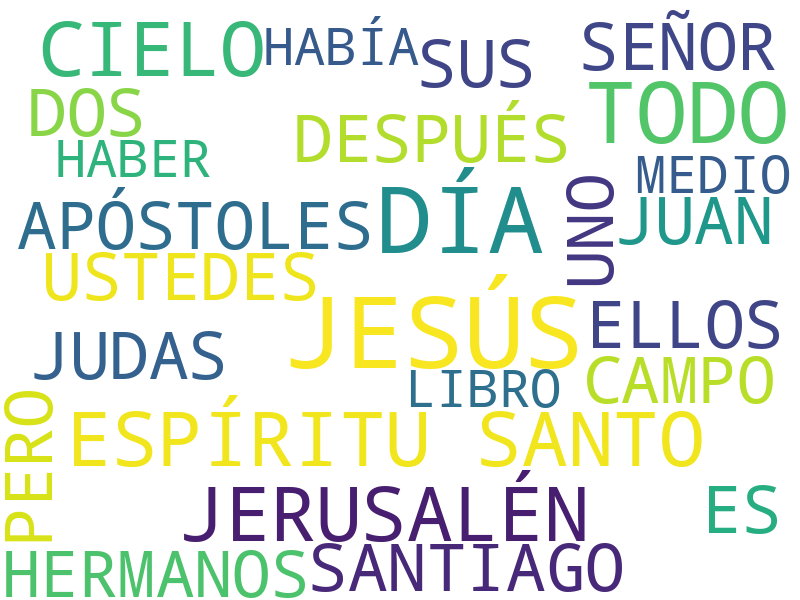 CIELO
HABÍA
SUS
SEÑOR
DOS
DESPUÉS
TODO
HABER
MEDIO
APÓSTOLES
DÍA
UNO
JUAN
USTEDES
JESÚS
ELLOS
JUDAS
LIBRO
CAMPO
PERO
ESPÍRITU SANTO
JERUSALÉN
ES
HERMANOS
SANTIAGO